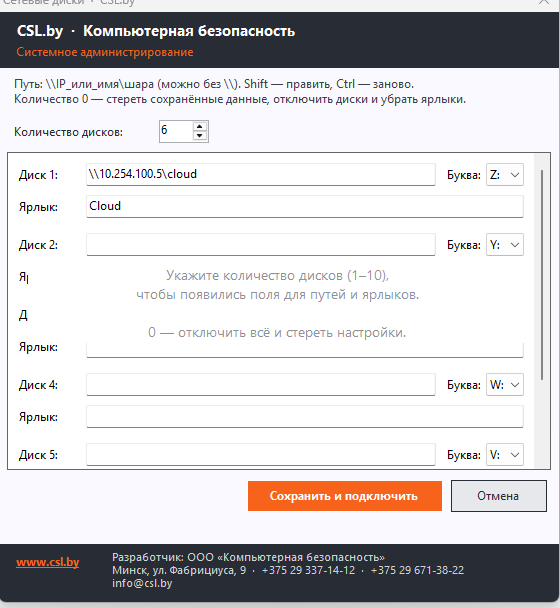 Сетевые диски · CSL.by
CSL.by · Компьютерная безопасность
Системное администрирование
Путь: \\IP_или_имя\шара (можно без \\). Shift — править, Ctrl — заново.
Количество 0 — стереть сохранённые данные, отключить диски и убрать ярлыки.
Количество дисков: 6
Диск 1: \\10.254.100.5\cloud Буква: Z:
Ярлык: Cloud
Диск 2: Буква: Y:
Укажите количество дисков (1–10),
чтобы появились поля для путей и ярлыков.
0 — отключить всё и стереть настройки.
Ярлык:
Диск 4: Буква: W:
Ярлык:
Диск 5: Буква: V:
Сохранить и подключить Отмена
www.csl.by
Разработчик: ООО «Компьютерная безопасность»
Минск, ул. Фабрициуса, 9 · +375 29 337-14-12 · +375 29 671-38-22
info@csl.by